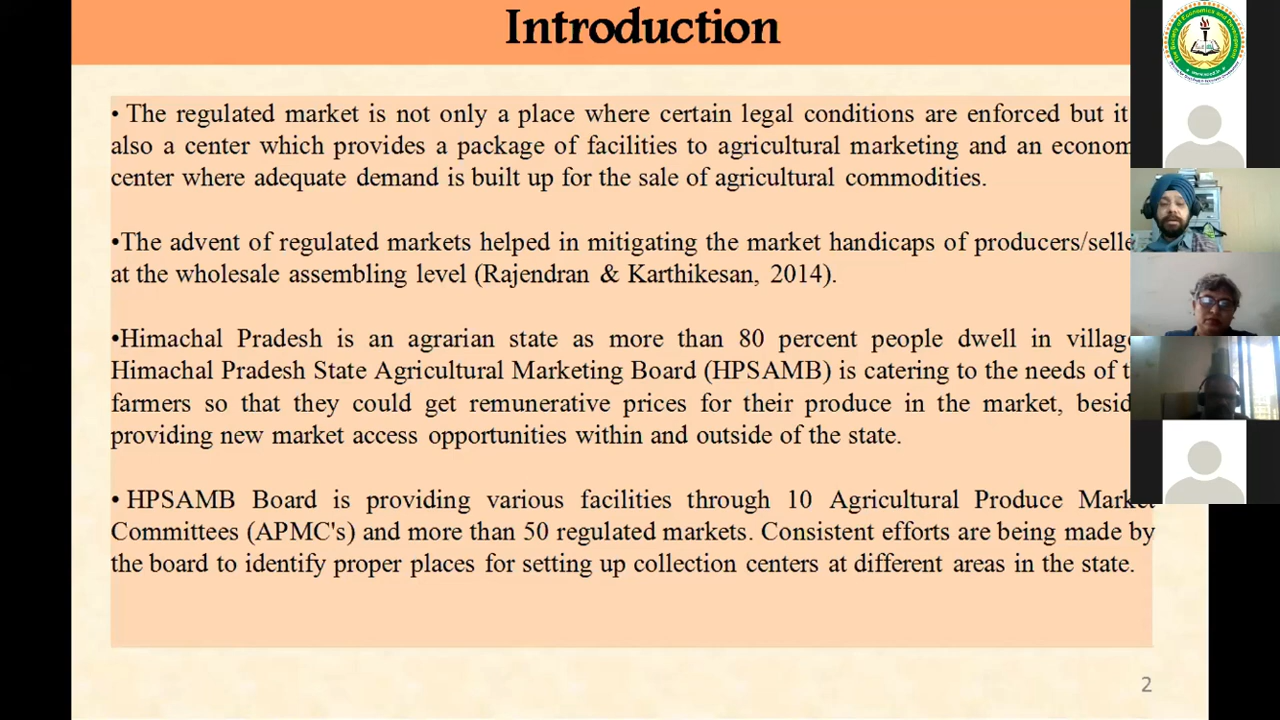 Introduction
• The regulated market is not only a place where certain legal conditions are enforced but it
also a center which provides a package of facilities to agricultural marketing and an econom
center where adequate demand is built up for the sale of agricultural commodities.
•The advent of regulated markets helped in mitigating the market handicaps of producers/selle
at the wholesale assembling level (Rajendran & Karthikesan, 2014).
•Himachal Pradesh is an agrarian state as more than 80 percent people dwell in villag
Himachal Pradesh State Agricultural Marketing Board (HPSAMB) is catering to the needs of t
farmers so that they could get remunerative prices for their produce in the market, besid
providing new market access opportunities within and outside of the state.
• HPSAMB Board is providing various facilities through 10 Agricultural Produce Market
Committees (APMC's) and more than 50 regulated markets. Consistent efforts are being made by
the board to identify proper places for setting up collection centers at different areas in the state.
2
The Society of Economics and Development